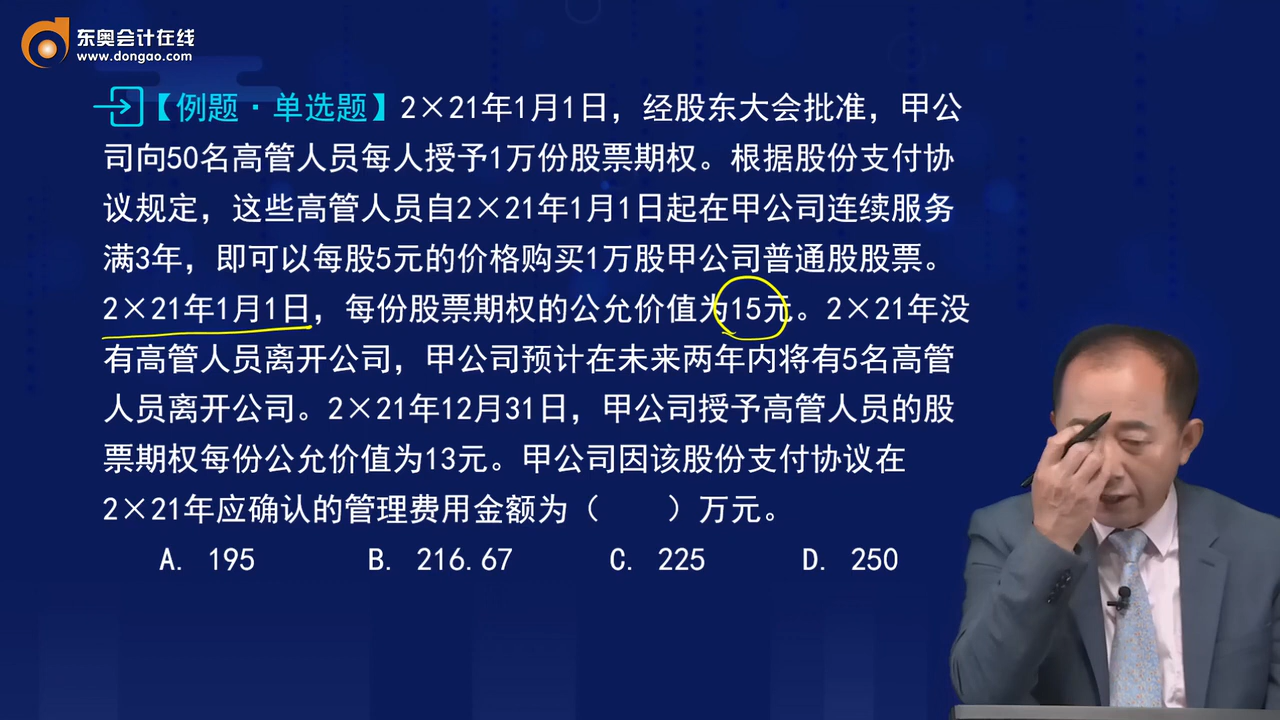 东奥会计在线
www.dongao.com
【例题·单选题】2×21年1月1日，经股东大会批准，甲公
司向50名高管人员每人授予1万份股票期权。根据股份支付协
议规定，这些高管人员自2×21年1月1日起在甲公司连续服务
满3年，即可以每股5元的价格购买1万股甲公司普通股股票。
2×21年1月1日，每份股票期权的公允价值为15元。2×21年没
有高管人员离开公司，甲公司预计在未来两年内将有5名高管
人员离开公司。2×21年12月31日，甲公司授予高管人员的股
票期权每份公允价值为13元。甲公司因该股份支付协议在
2×21年应确认的管理费用金额为（　　）万元。
A. 195 B. 216.67 C. 225 D. 250